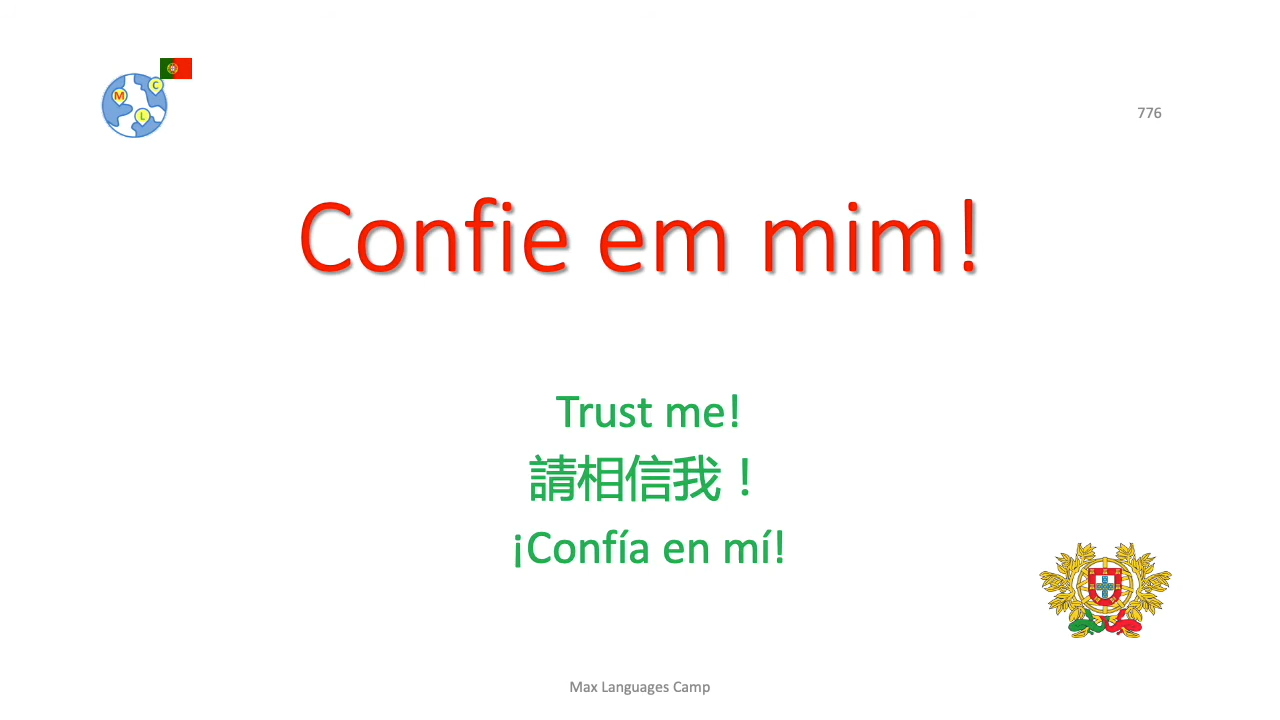 M
C
L
776
Confie em mim!
Trust me!
請相信我！
¡Confía en mí!
Max Languages Camp